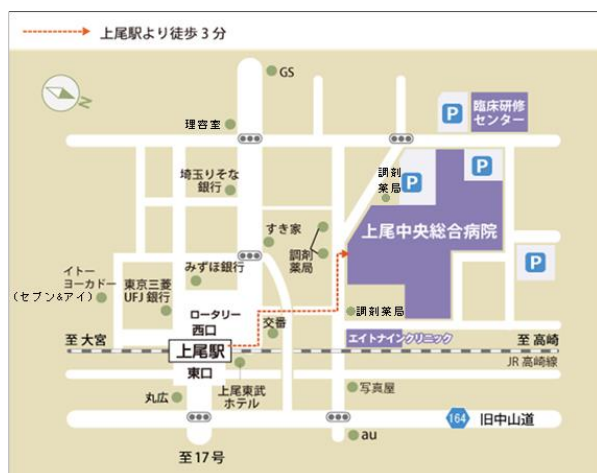 上尾駅より徒歩3分
GS
N
理容室
P
臨床研修
センター
調剤
薬局
P
P
埼玉りそな
銀行
すき家
上尾中央総合病院
調剤
薬局
P
イトー
ヨーカドー
(セブン&アイ)
東京三菱
UFJ銀行
みずほ銀行
ロータリー
西口
交番
調剤薬局
エイトナインクリニック
至 大宮
上尾駅
至 高崎
JR高崎線
東口
丸広
上尾東武
ホテル
写真屋
164
旧中山道
au
至17号